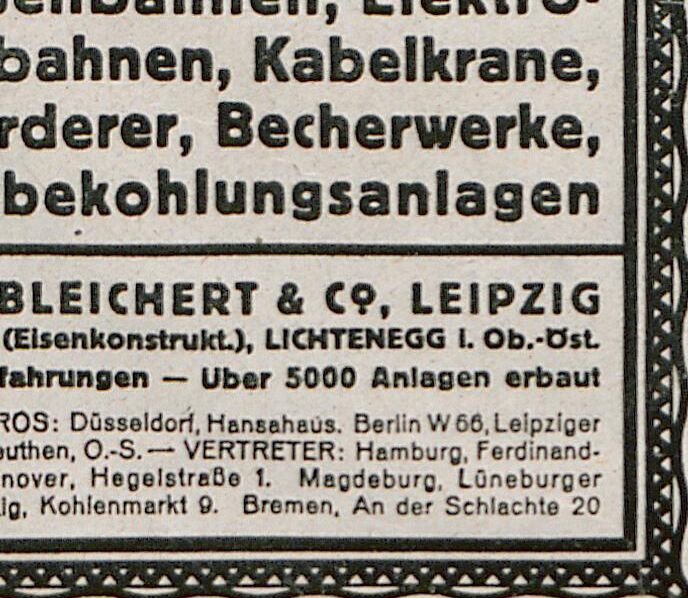 bahnen, Kabelkrane,
rderer, Becherwerke,
bekohlungsanlagen
BLEICHERT & Co, LEIPZIG
(Eisenkonstrukt.), LICHTENEGG i. Ob.-Öst.
fahrungen — Uber 5000 Anlagen erbaut
ROS: Düsseldorf, Hansahaus. Berlin W 66, Leipziger
euthen, O.-S. — VERTRETER: Hamburg, Ferdinand-
nover, Hegelstraße 1. Magdeburg, Lüneburger
ig, Kohlenmarkt 9. Bremen, An der Schlachte 20